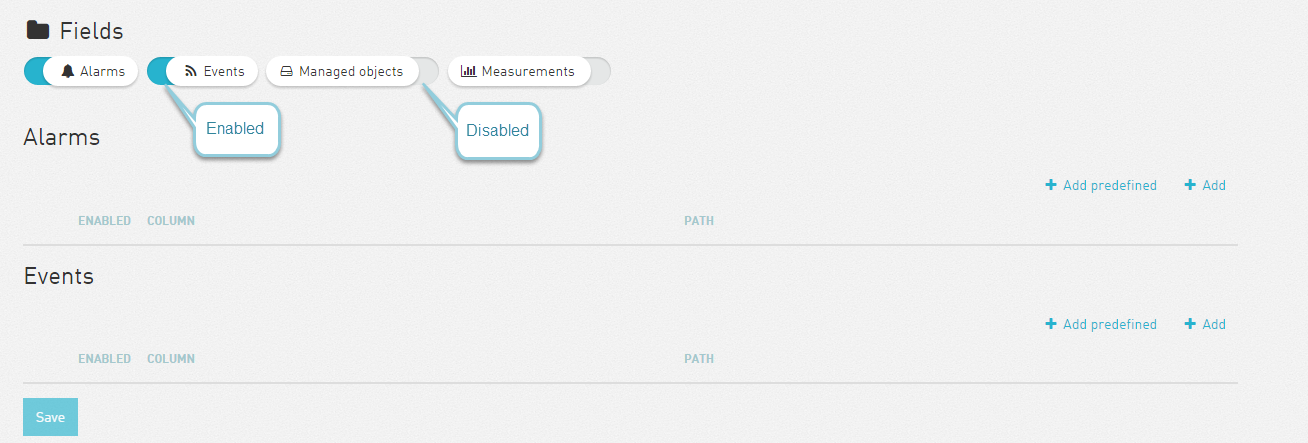 Fields
Alarms Events Managed objects Measurements
Enabled Disabled
Alarms
Add predefined Add
ENABLED COLUMN PATH
Events
Add predefined Add
ENABLED COLUMN PATH
Save